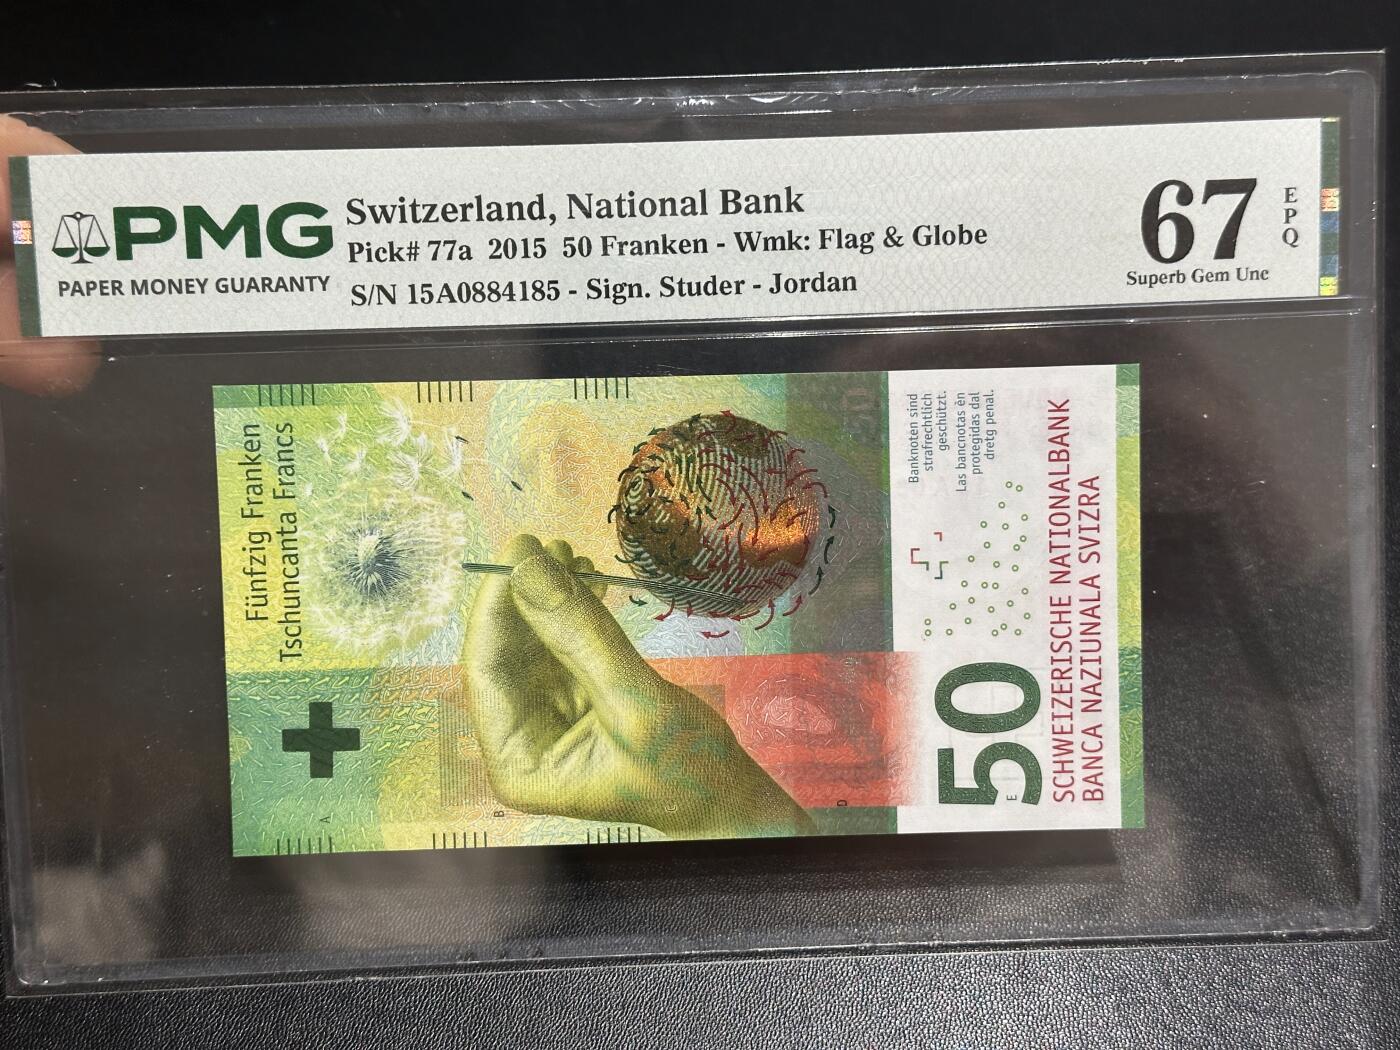 PMG
PAPER MONEY GUARANTY
Switzerland, National Bank
Pick# 77a 2015 50 Franken - Wmk: Flag & Globe
S/N 15A0884185 - Sign. Studer - Jordan
67
EPQ
Superb Gem Unc
Fünfzig Franken
Tschuncanta Francs
Banknoten sind
strafrechtlich
geschützt.
Las bancnotas èn
protegidas dal
dretg penal.
50
SCHWEIZERISCHE NATIONALBANK
BANCA NAZIUNALA SVIZRA
50
A
B
C
D
E